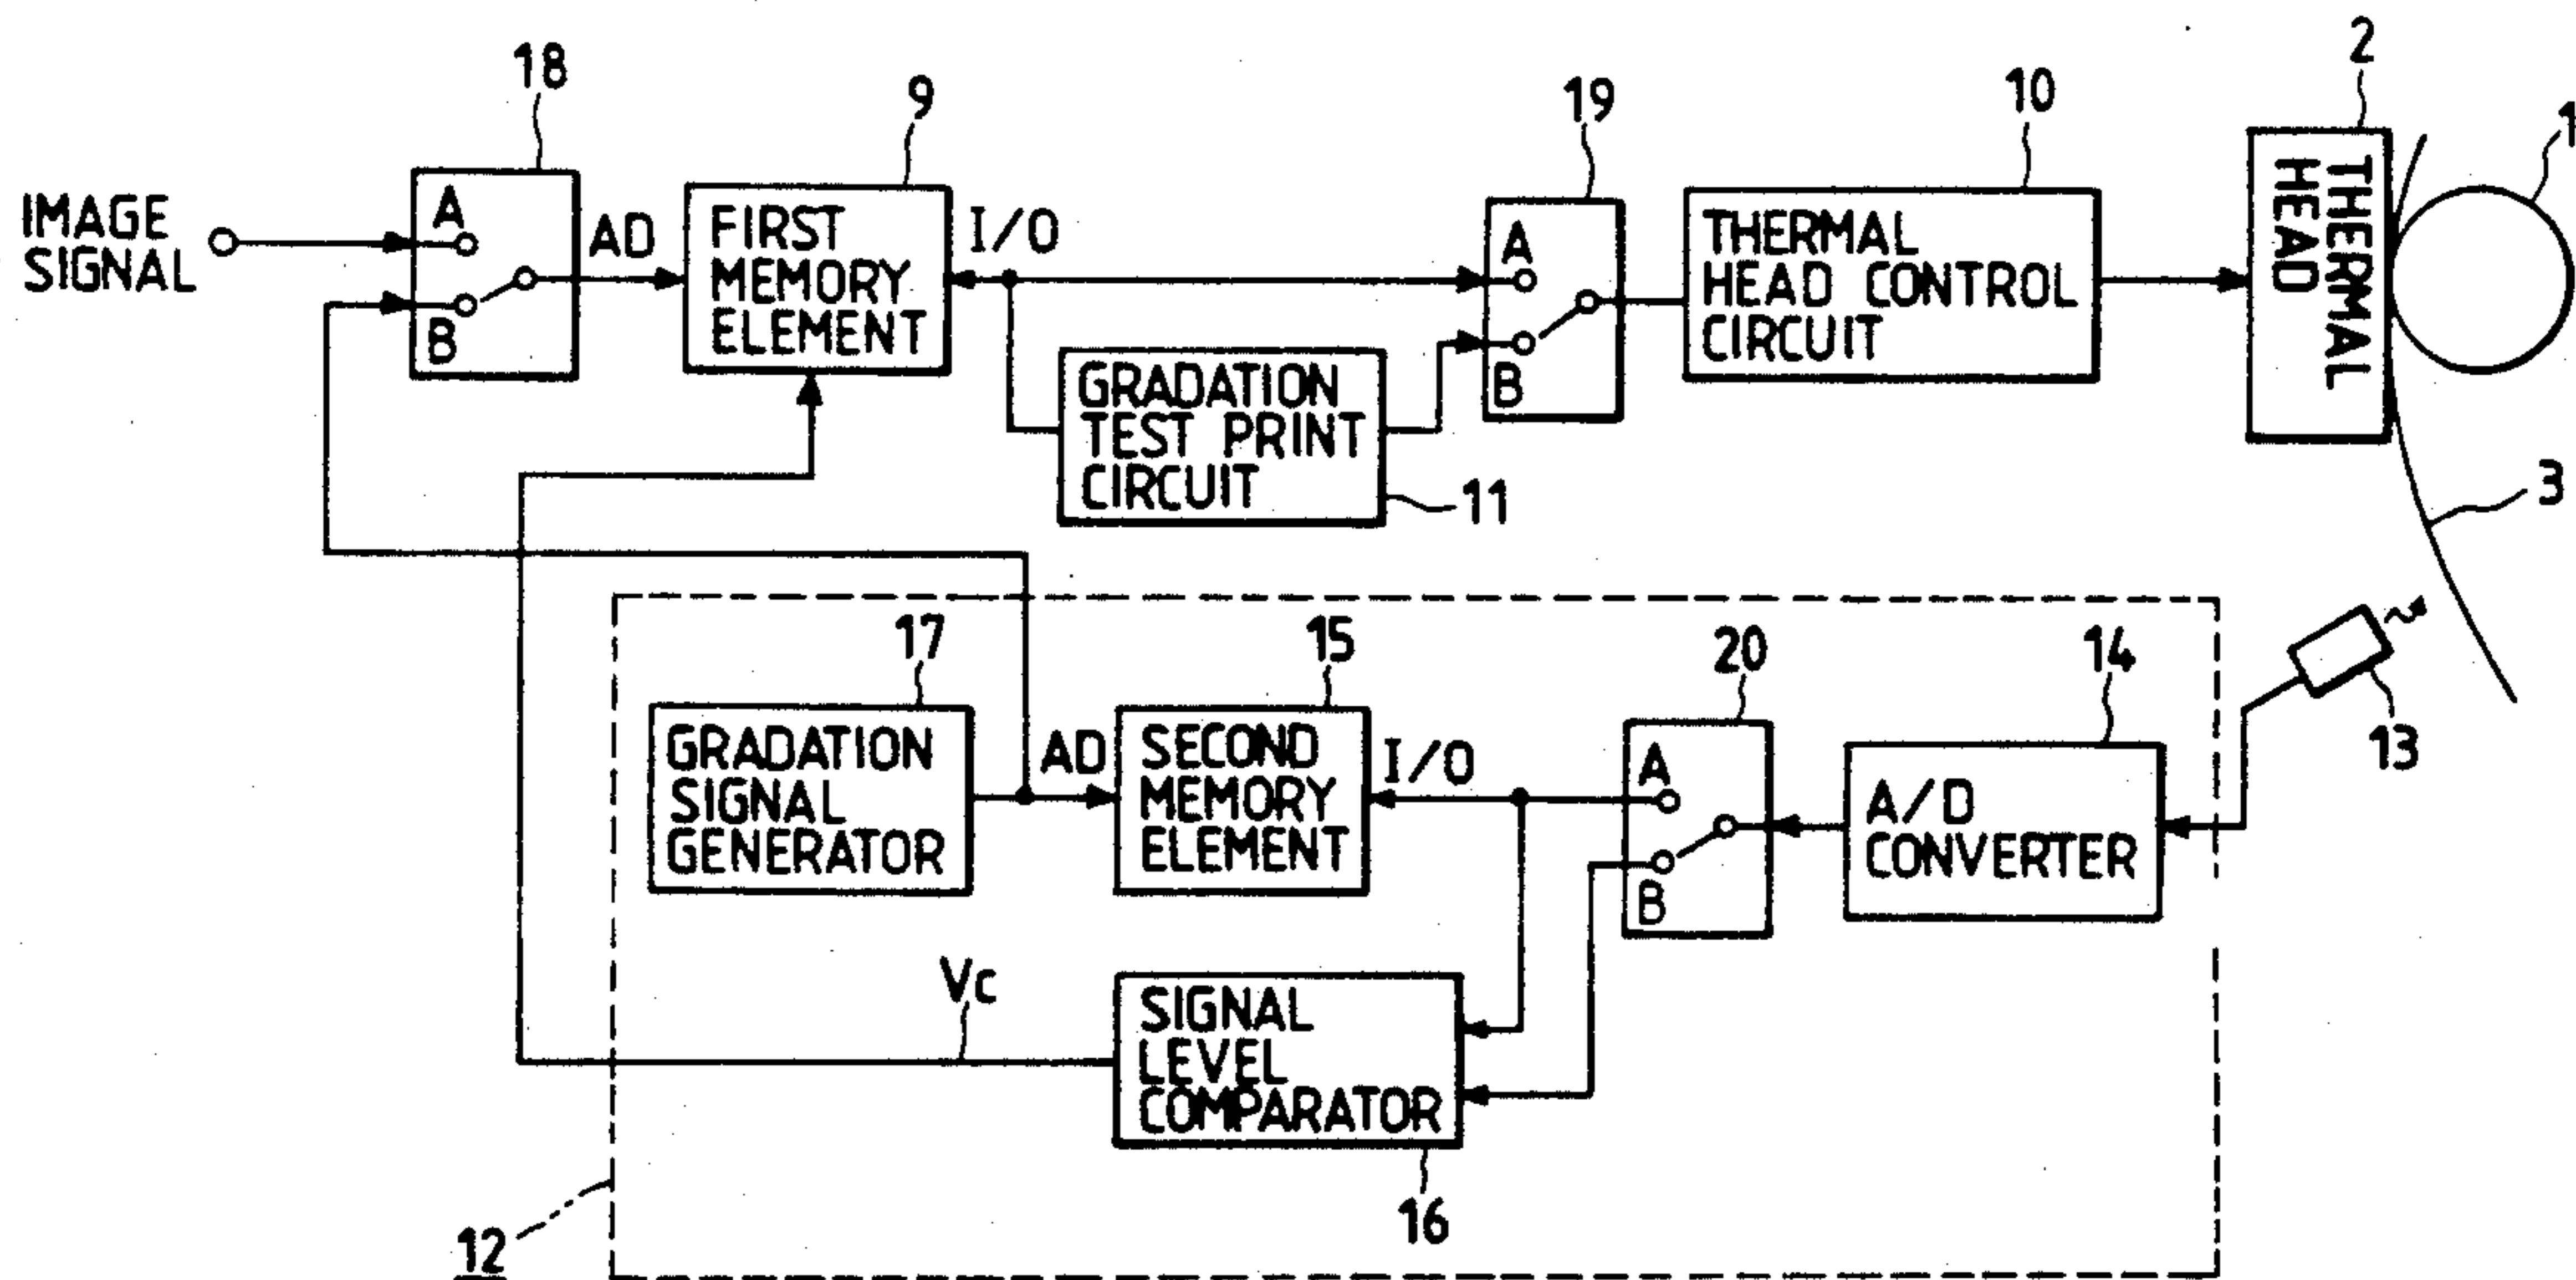 18
9
19
10
2
1
IMAGE
SIGNAL
A
B
AD
FIRST
MEMORY
ELEMENT
I/O
A
B
THERMAL
HEAD CONTROL
CIRCUIT
THERMAL
HEAD
GRADATION
TEST PRINT
CIRCUIT
11
3
17
15
20
14
13
GRADATION
SIGNAL
GENERATOR
AD
SECOND
MEMORY
ELEMENT
I/O
A
B
A/D
CONVERTER
Vc
SIGNAL
LEVEL
COMPARATOR
16
12